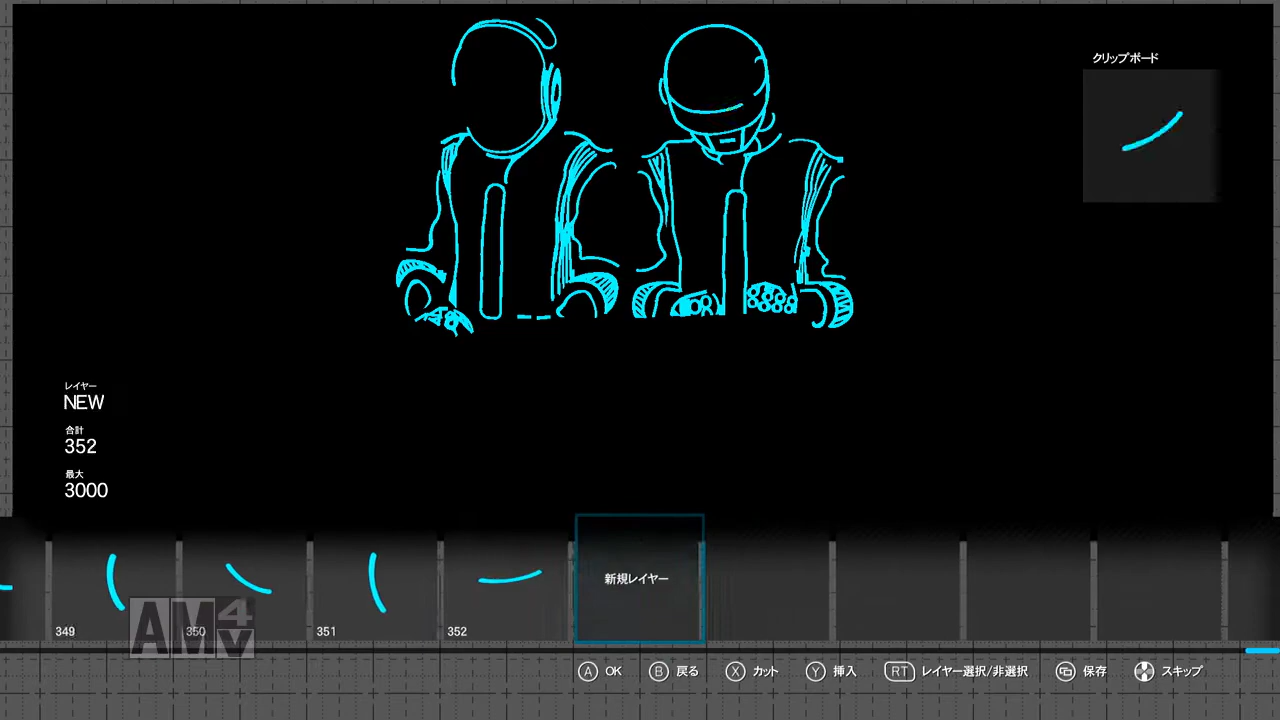 クリップボード
レイヤー
NEW
合計
352
最大
3000
新規レイヤー
349
350
351
352
AM4V
A OK
B 戻る
X カット
Y 挿入
RT レイヤー選択/非選択
保存
スキップ